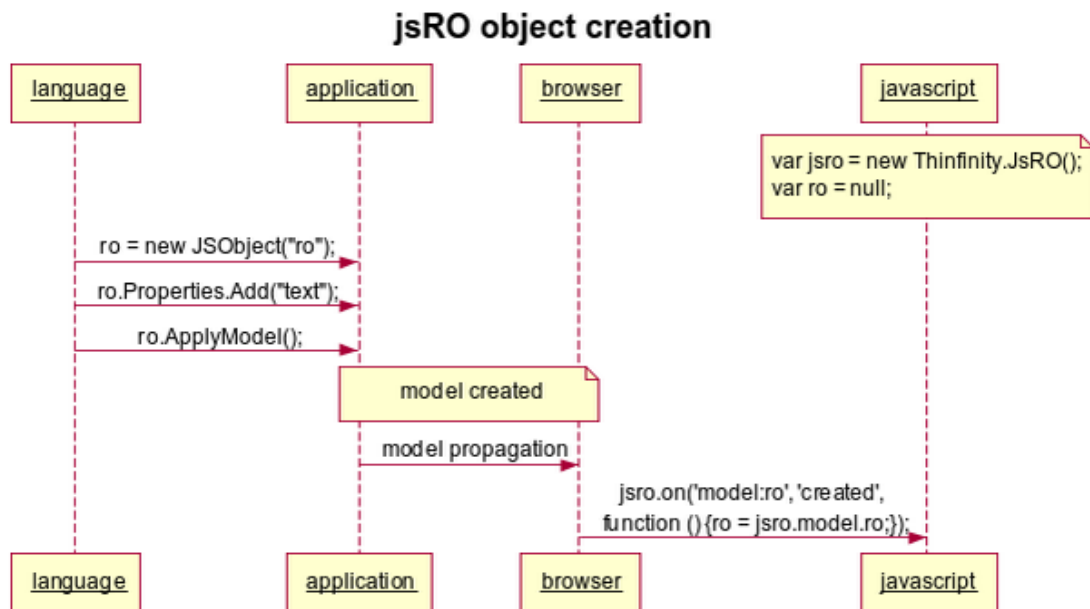 jsRO object creation
language
application
browser
javascript
var jsro = new Thinfinity.JsRO();
var ro = null;
ro = new JSObject("ro");
ro.Properties.Add("text");
ro.ApplyModel();
model created
model propagation
jsro.on('model:ro', 'created',
function () {ro = jsro.model.ro;});
language
application
browser
javascript